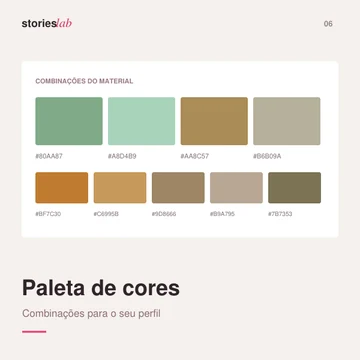 storieslab
06
COMBINAÇÕES DO MATERIAL
#80AA87
#A8D4B9
#AA8C57
#B6B09A
#BF7C30
#C6995B
#9D8666
#B9A795
#7B7353
Paleta de cores
Combinações para o seu perfil